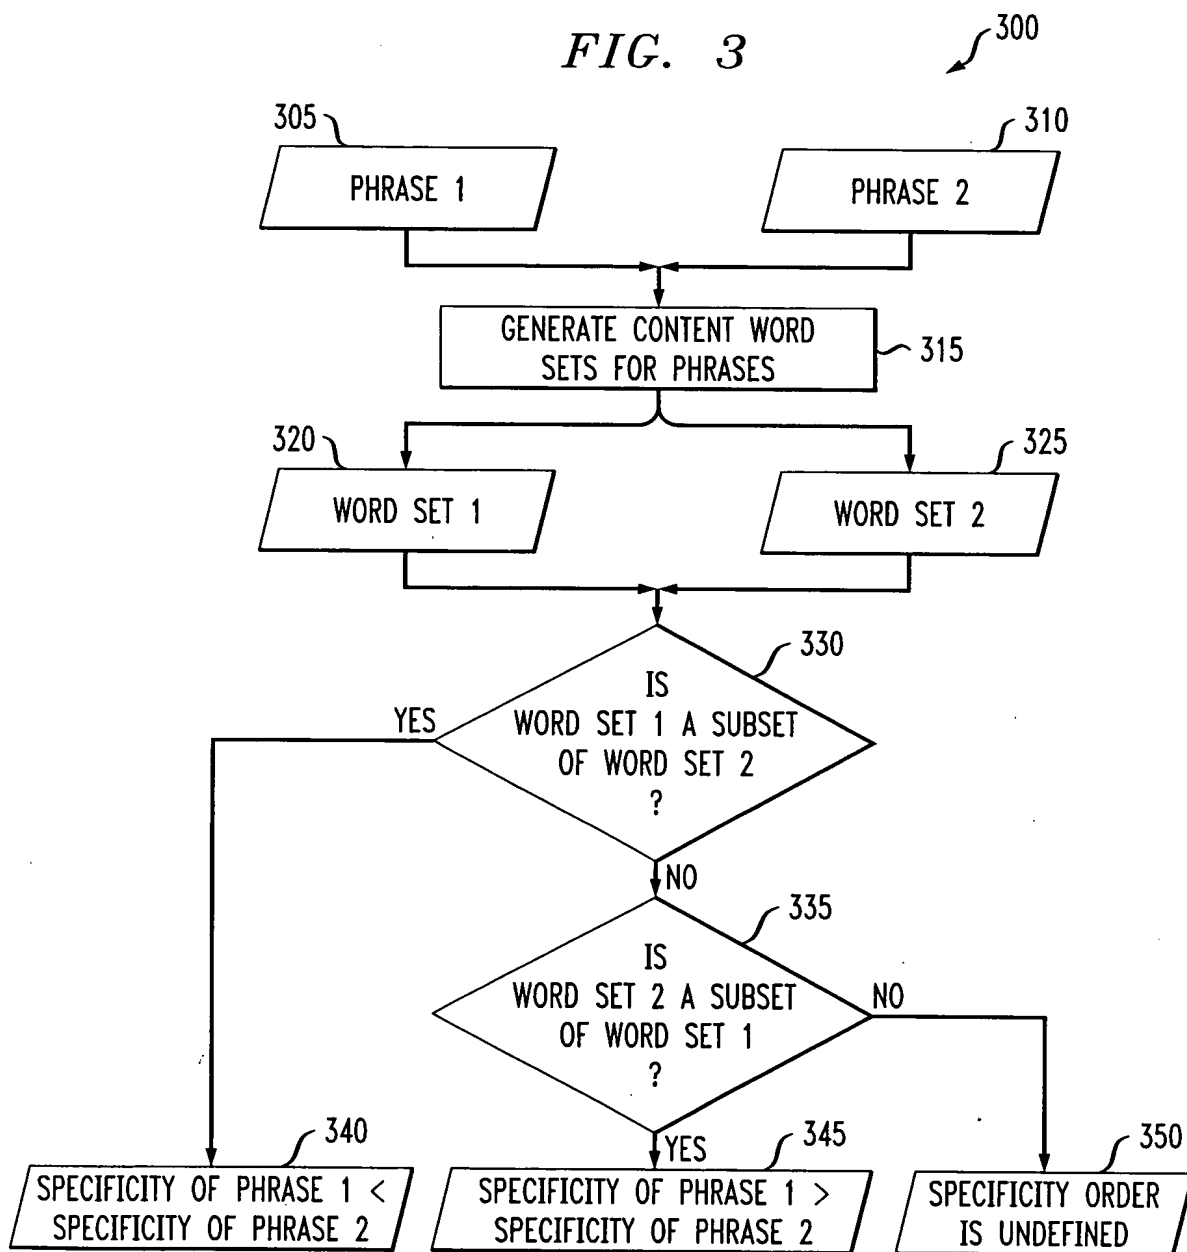 FIG. 3
300
305
310
PHRASE 1
PHRASE 2
GENERATE CONTENT WORD
SETS FOR PHRASES
315
320
325
WORD SET 1
WORD SET 2
330
IS
WORD SET 1 A SUBSET
OF WORD SET 2
?
YES
NO
335
IS
WORD SET 2 A SUBSET
OF WORD SET 1
?
NO
YES
340
345
350
SPECIFICITY OF PHRASE 1 <
SPECIFICITY OF PHRASE 2
SPECIFICITY OF PHRASE 1 >
SPECIFICITY OF PHRASE 2
SPECIFICITY ORDER
IS UNDEFINED